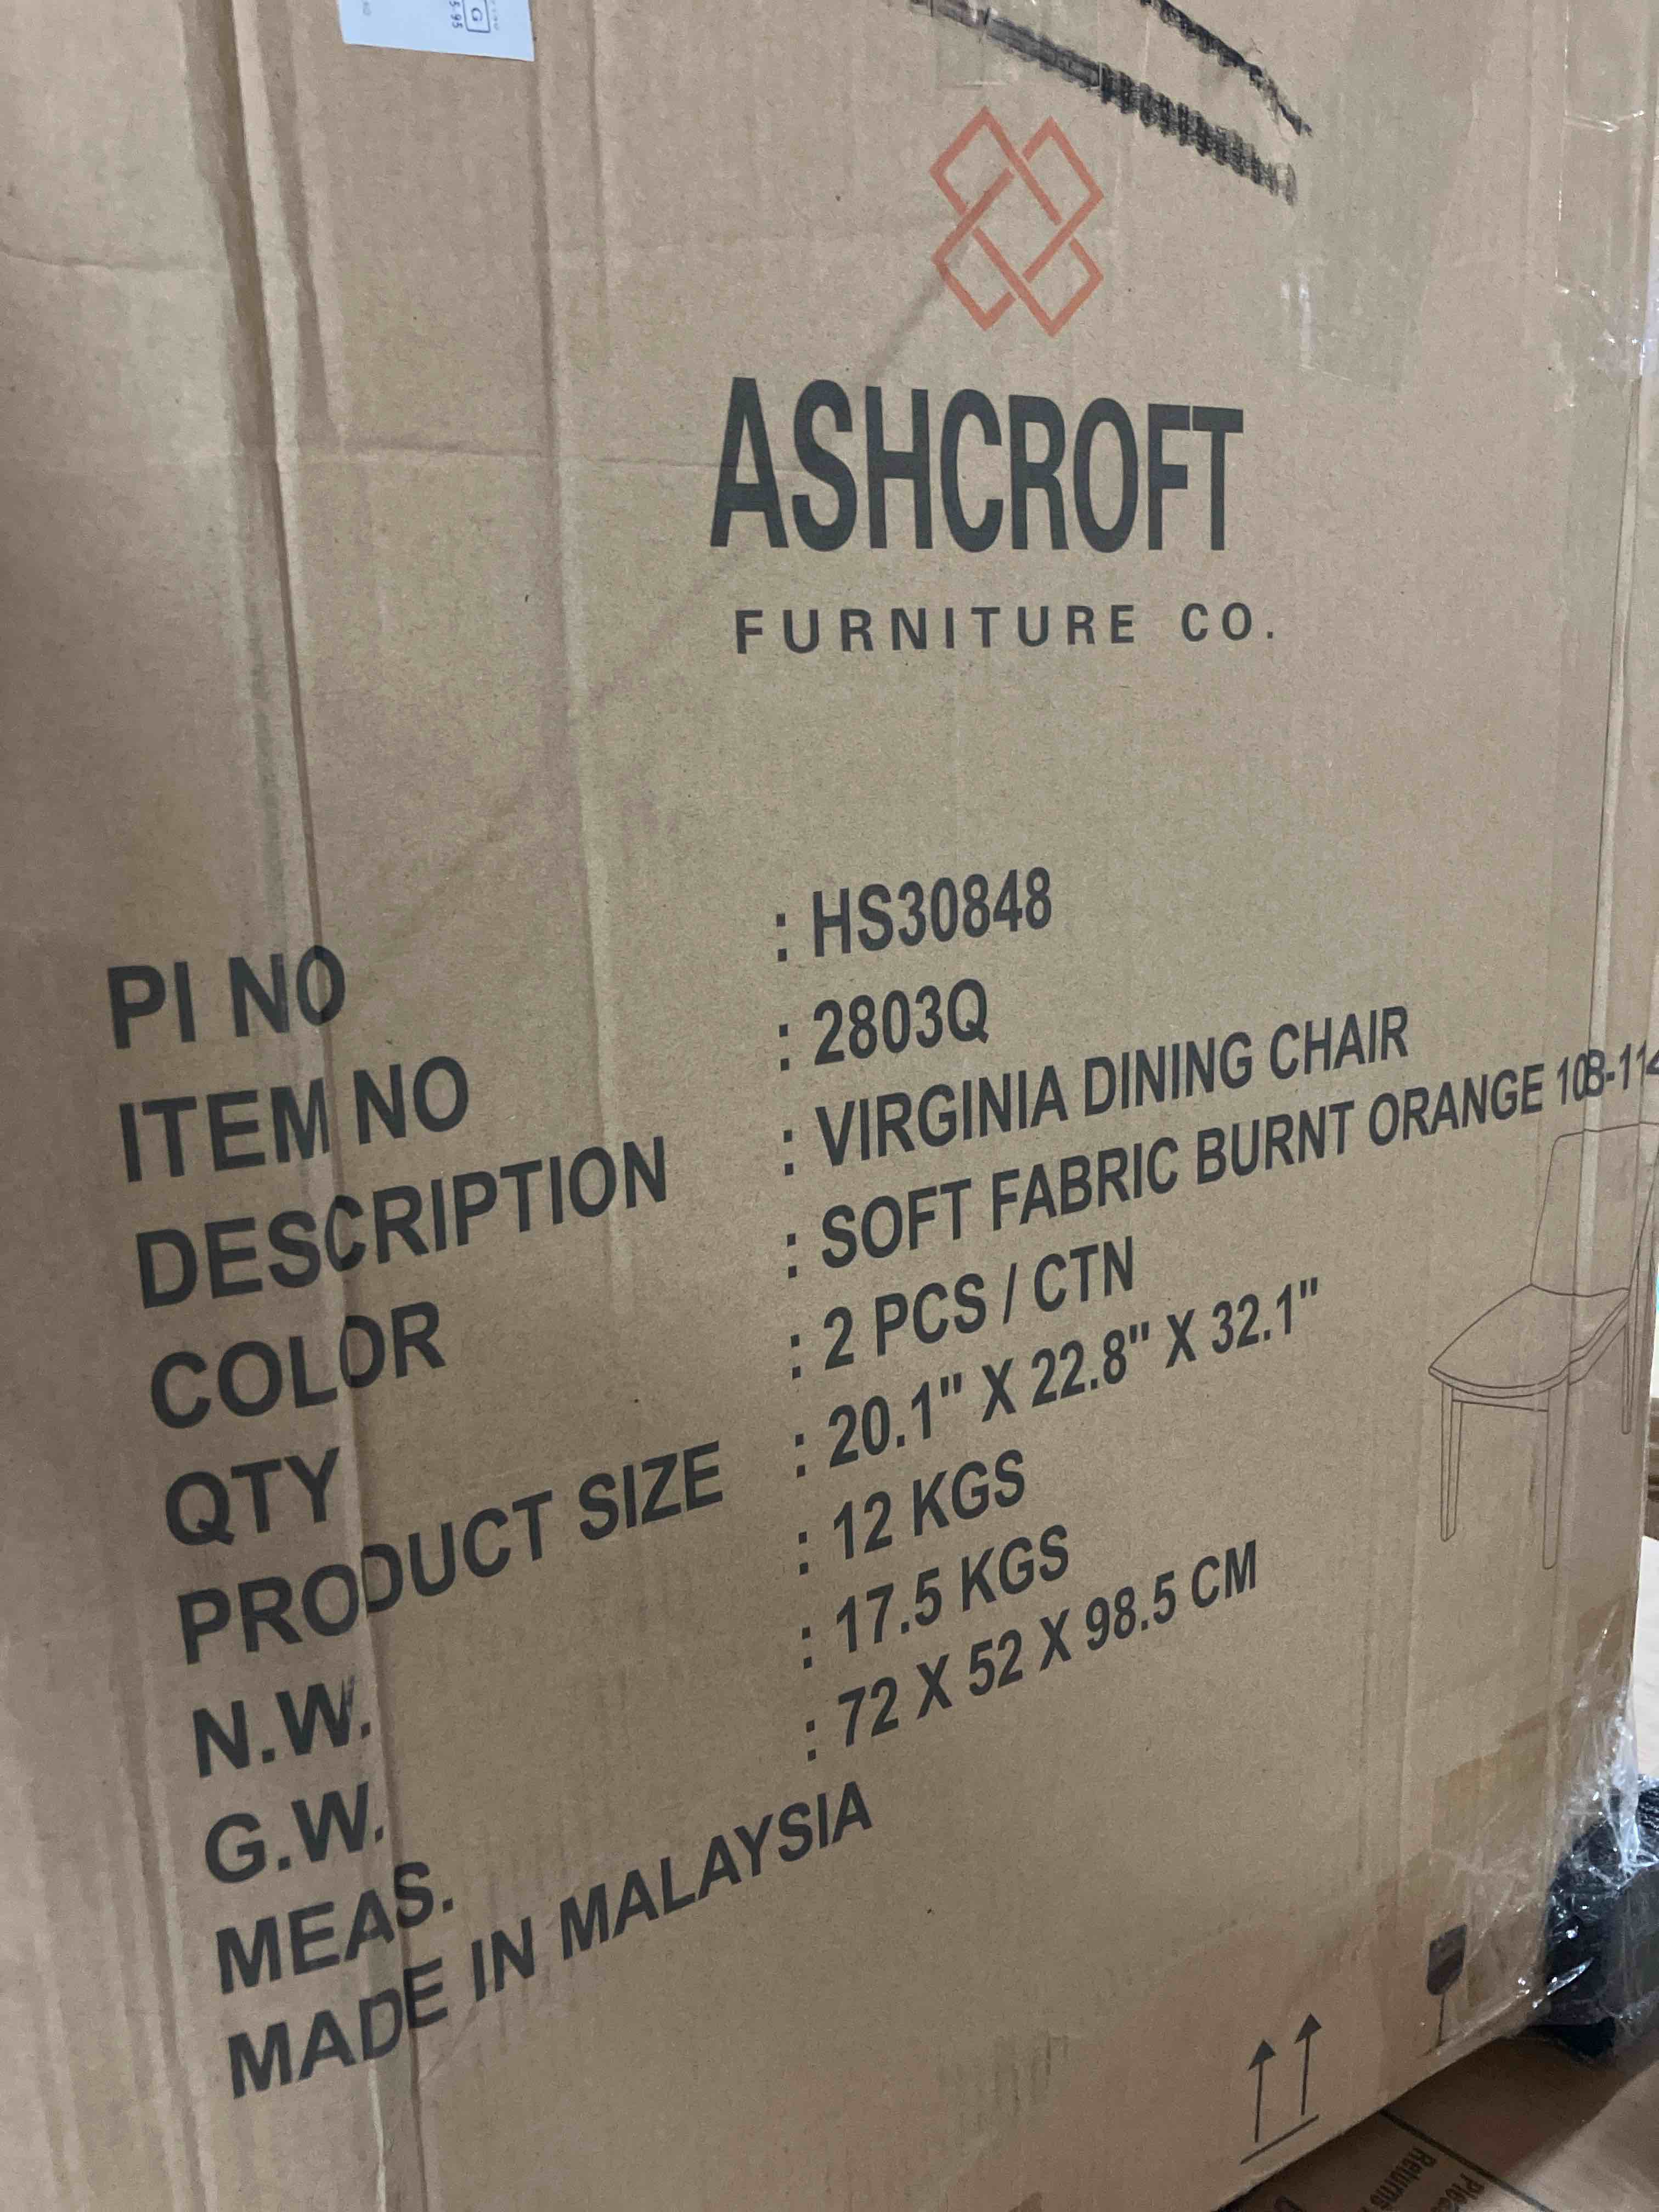 ASHCROFT
FURNITURE CO.
PI NO : HS30848
ITEM NO : 2803Q
DESCRIPTION : VIRGINIA DINING CHAIR
COLOR : SOFT FABRIC BURNT ORANGE 108-114
QTY : 2 PCS / CTN
PRODUCT SIZE : 20.1" X 22.8" X 32.1"
N.W. : 12 KGS
G.W. : 17.5 KGS
MEAS. : 72 X 52 X 98.5 CM
MADE IN MALAYSIA
G